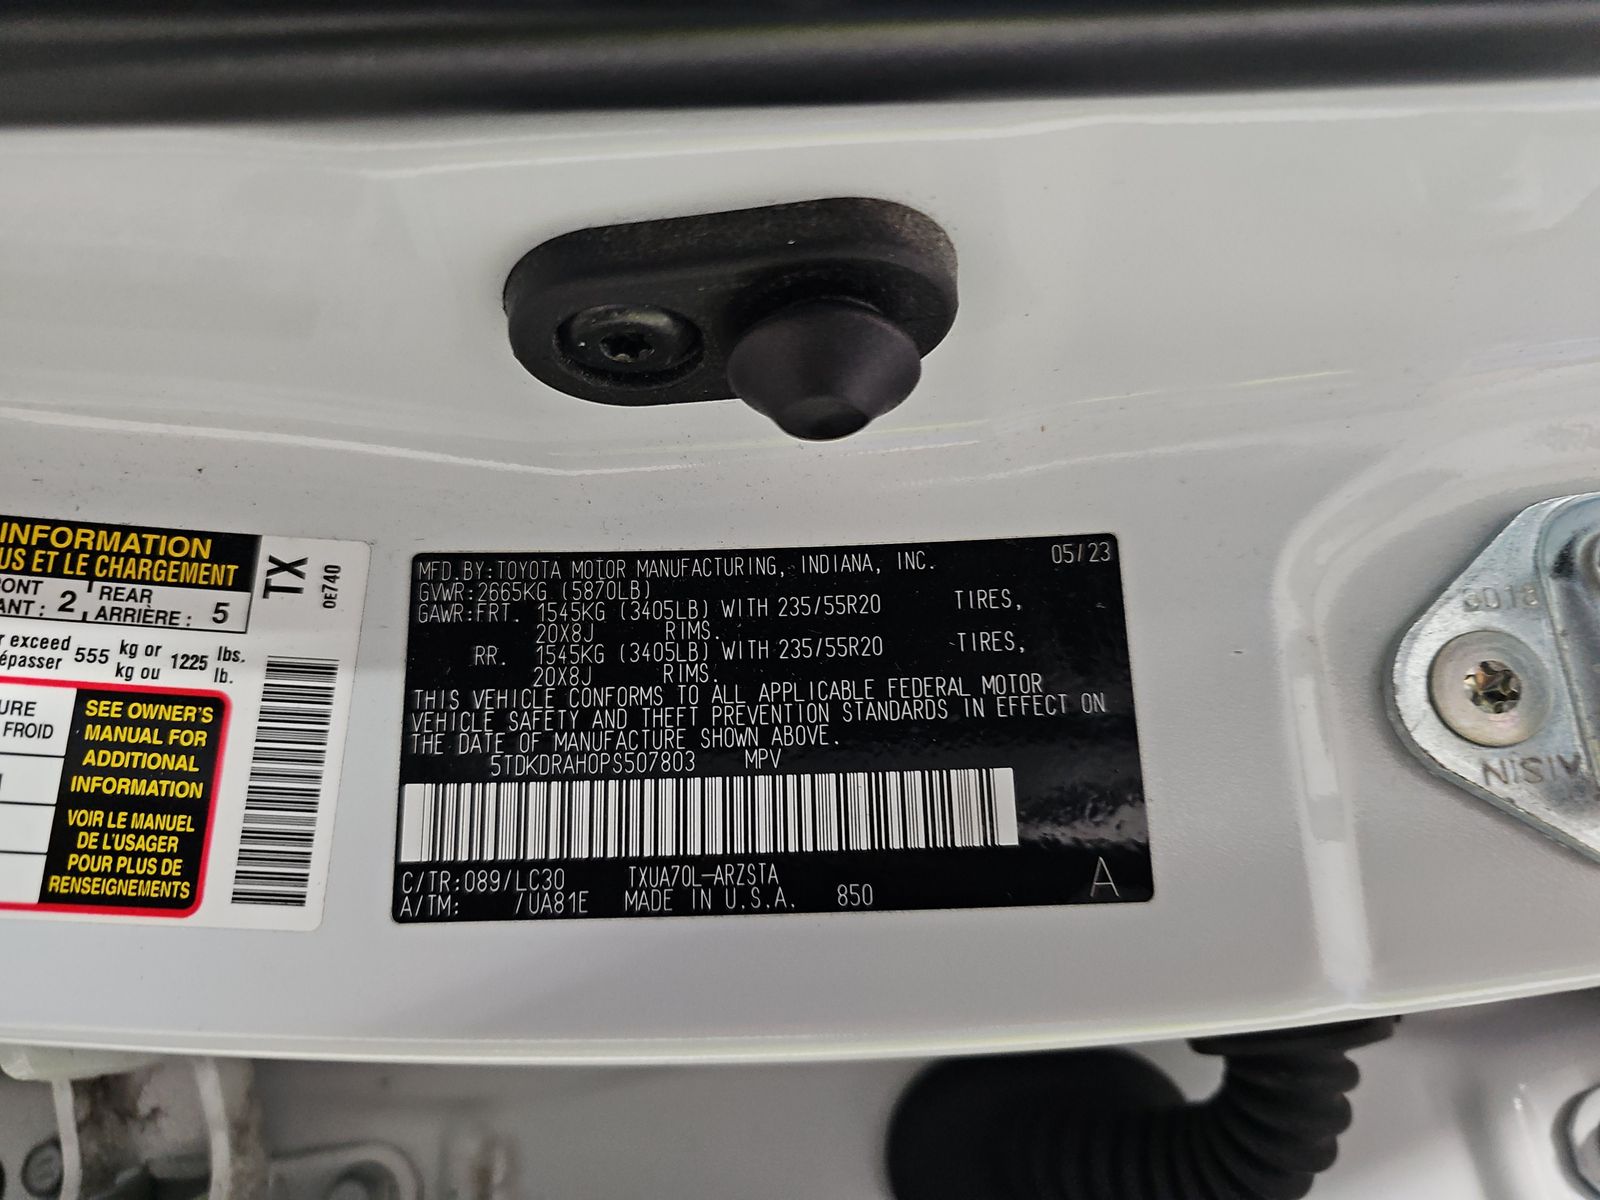 INFORMATION
US ET LE CHARGEMENT
ONT 2 REAR 5
ANT : ARRIÈRE :
r exceed 555 kg or 1225 lbs.
épasser kg ou lb.
URE
FROID
SEE OWNER'S
MANUAL FOR
ADDITIONAL
INFORMATION
VOIR LE MANUEL
DE L'USAGER
POUR PLUS DE
RENSEIGNEMENTS
TX
0E740
MFD.BY:TOYOTA MOTOR MANUFACTURING, INDIANA, INC. 05/23
GVWR:2665KG (5870LB)
GAWR:FRT. 1545KG (3405LB) WITH 235/55R20 TIRES,
20X8J RIMS.
RR. 1545KG (3405LB) WITH 235/55R20 TIRES,
20X8J RIMS.
THIS VEHICLE CONFORMS TO ALL APPLICABLE FEDERAL MOTOR
VEHICLE SAFETY AND THEFT PREVENTION STANDARDS IN EFFECT ON
THE DATE OF MANUFACTURE SHOWN ABOVE.
5TDKDRAH0PS507803 MPV
C/TR:089/LC30 TXUA70L-ARZSTA
A/TM: /UA81E MADE IN U.S.A. 850
A
AISIN